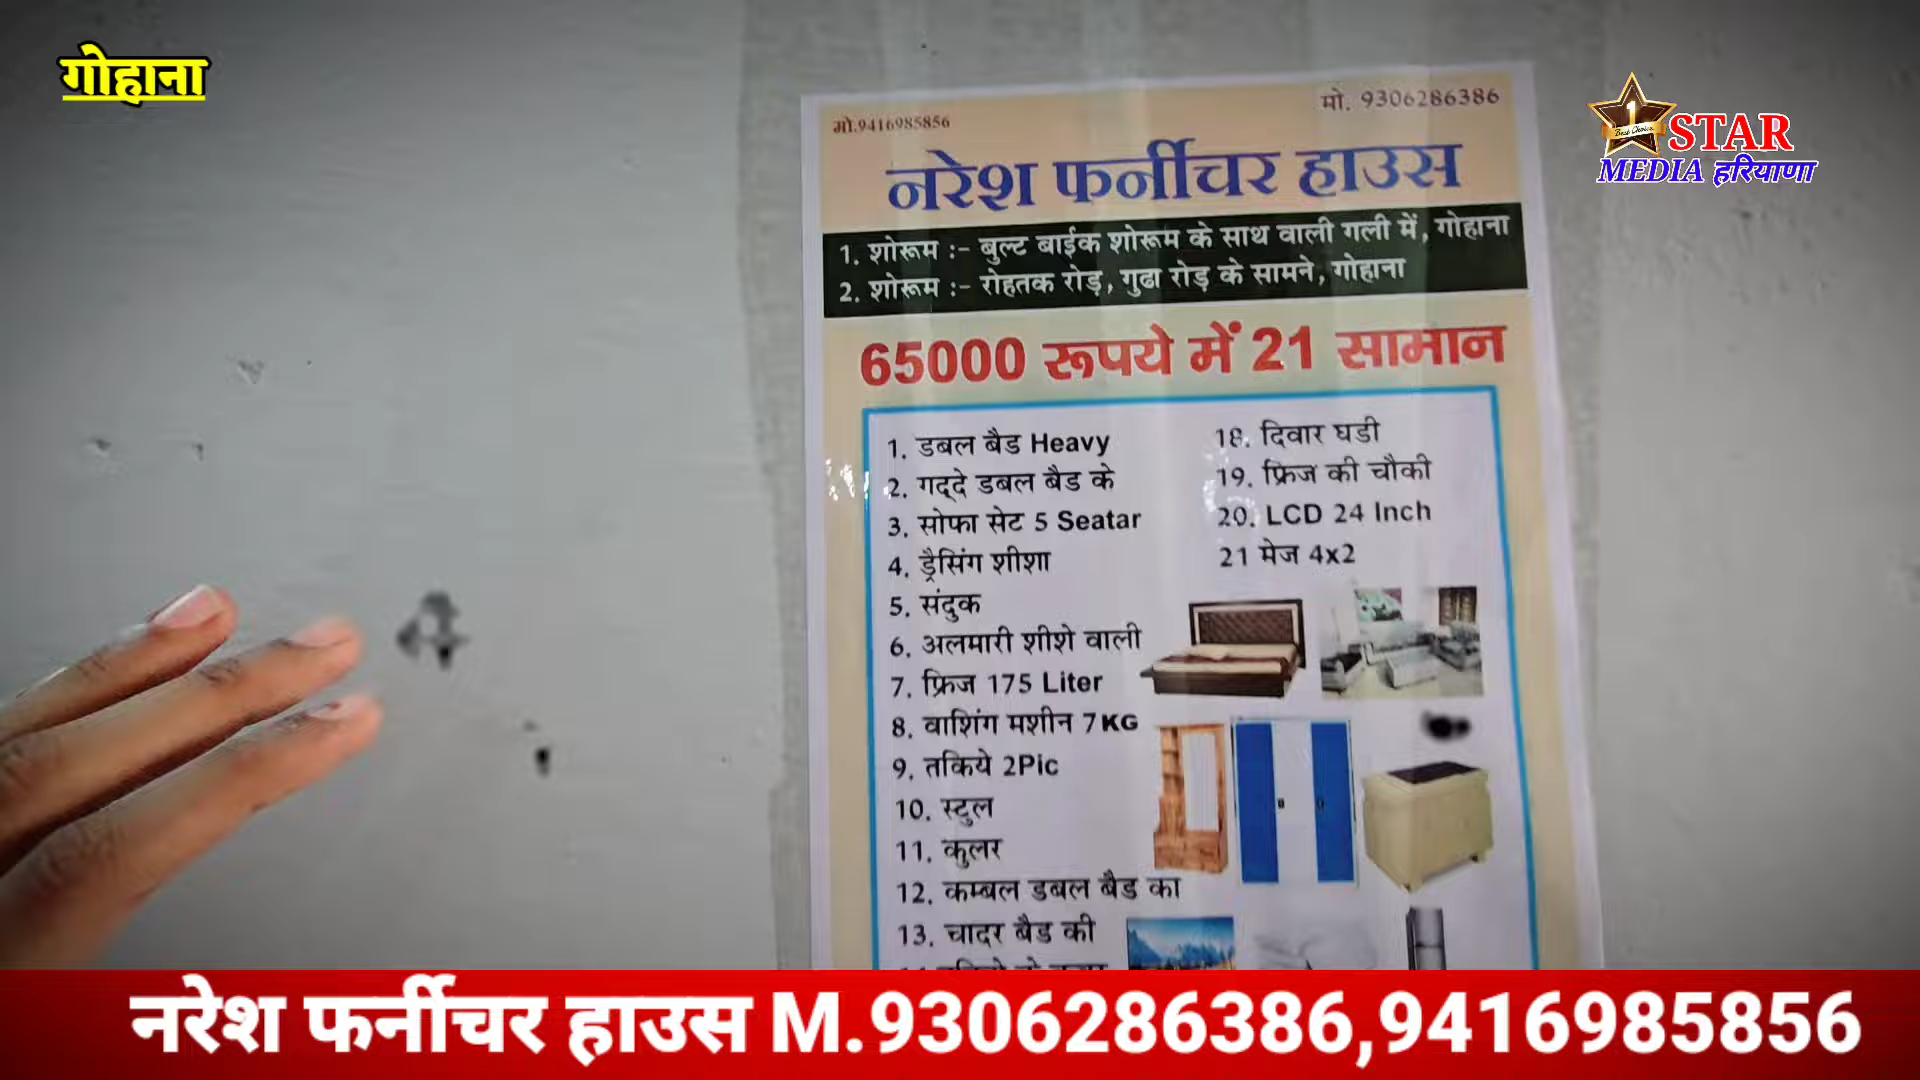 गोहाना
1
Best Choice
STAR
MEDIA हरियाणा
मो.9416985856
मो. 9306286386
नरेश फर्नीचर हाउस
1. शोरूम :- बुल्ट बाईक शोरूम के साथ वाली गली में, गोहाना
2. शोरूम :- रोहतक रोड़, गुढा रोड़ के सामने, गोहाना
65000 रूपये में 21 सामान
1. डबल बैड Heavy
2. गद्दे डबल बैड के
3. सोफा सेट 5 Seatar
4. ड्रैसिंग शीशा
5. संदुक
6. अलमारी शीशे वाली
7. फ्रिज 175 Liter
8. वाशिंग मशीन 7KG
9. तकिये 2Pic
10. स्टुल
11. कुलर
12. कम्बल डबल बैड का
13. चादर बैड की
18. दिवार घडी
19. फ्रिज की चौकी
20. LCD 24 Inch
21 मेज 4x2
नरेश फर्नीचर हाउस M.9306286386,9416985856